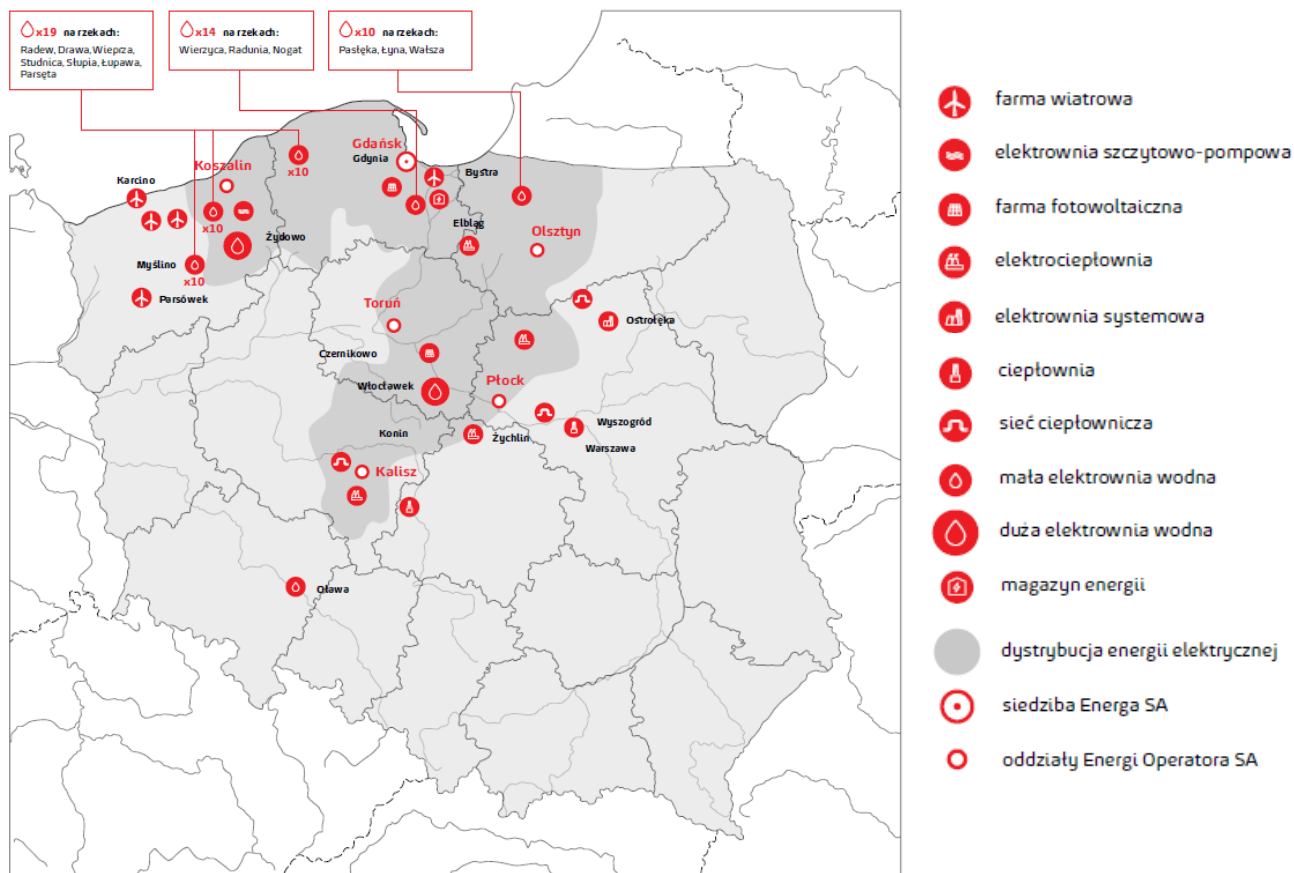 x19 na rzekach:
Radew, Drawa, Wieprza,
Studnica, Słupia, Łupawa,
Parsęta
x14 na rzekach:
Wierzyca, Radunia, Nogat
x10 na rzekach:
Pasłęka, Łyna, Wałsza
Gdańsk
Gdynia
Koszalin
x10
Bystra
Karcino
x10
Żydowo
Elbląg
Olsztyn
Myślino
x10
Parsówek
Toruń
Ostrołęka
Czernikowo
Włocławek
Płock
Konin
Żychlin
Wyszogród
Warszawa
Kalisz
Oława
farma wiatrowa
elektrownia szczytowo-pompowa
farma fotowoltaiczna
elektrociepłownia
elektrownia systemowa
ciepłownia
sieć ciepłownicza
mała elektrownia wodna
duża elektrownia wodna
magazyn energii
dystrybucja energii elektrycznej
siedziba Energa SA
oddziały Energi Operatora SA